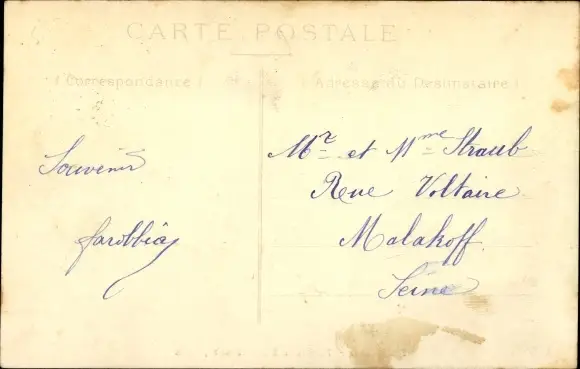 CARTE POSTALE
(Correspondance)
(Adresse du Destinataire)
Souvenir
Mr et Mme Straub
Rue Voltaire
Malakoff
Seine